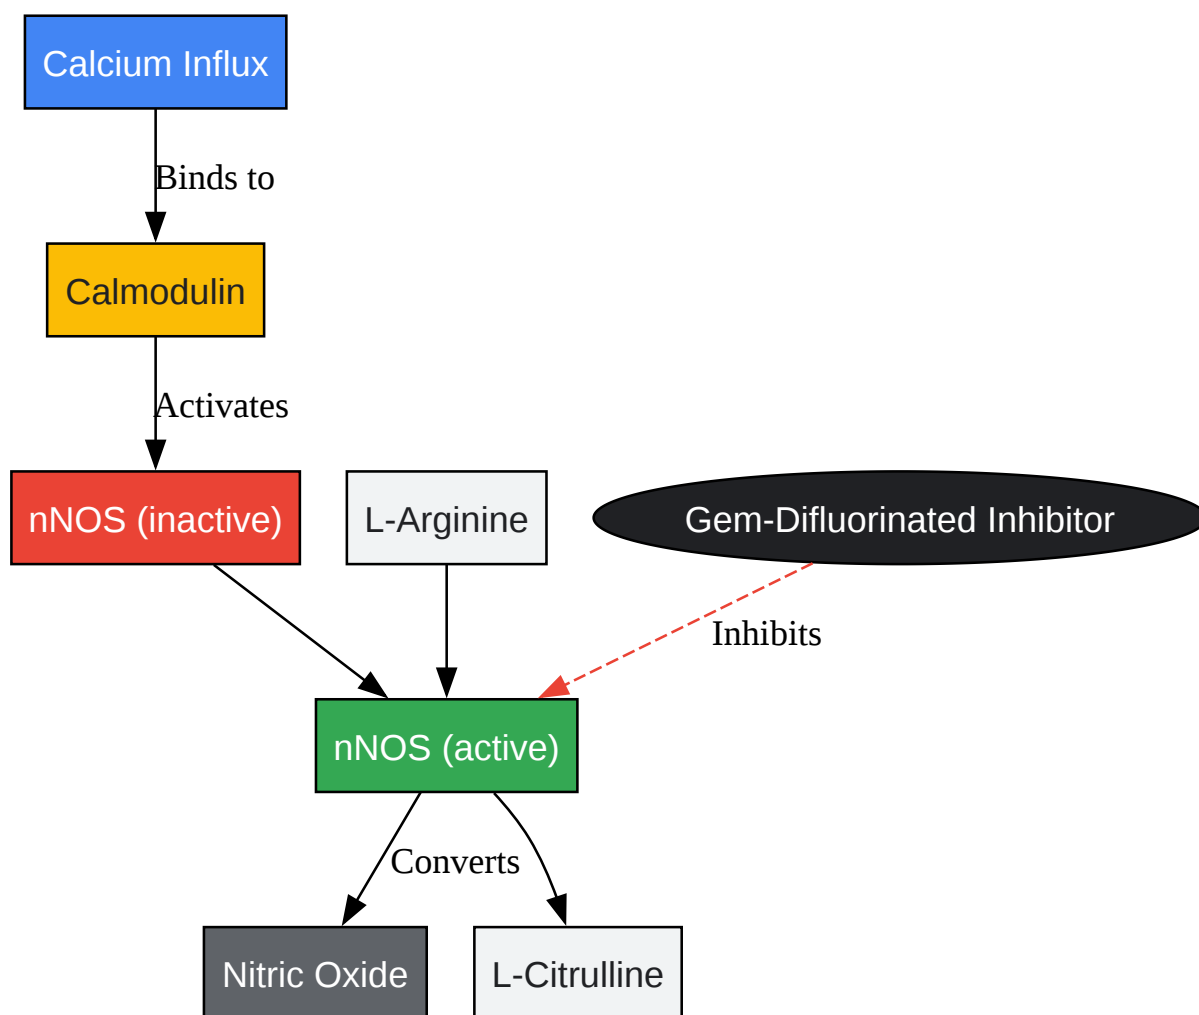 Calcium Influx
Binds to
Calmodulin
Activates
nNOS (inactive)
L-Arginine
Gem-Difluorinated Inhibitor
Inhibits
nNOS (active)
Converts
Nitric Oxide
L-Citrulline